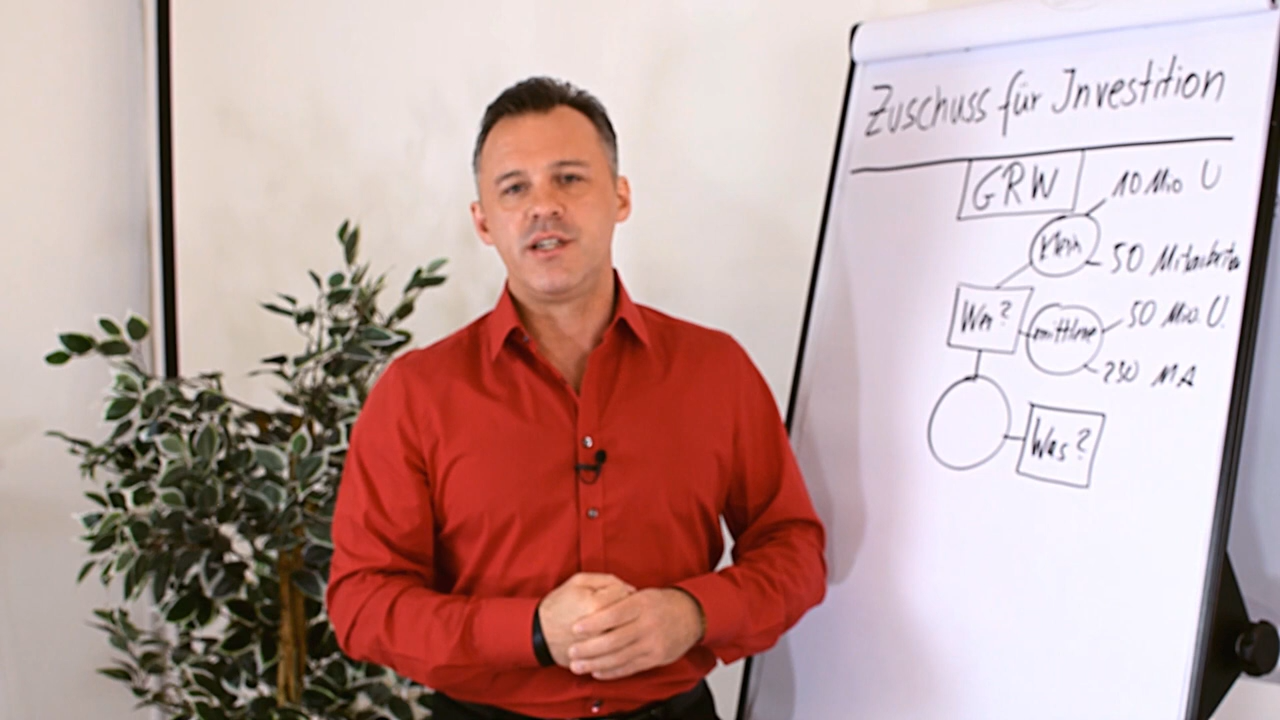 Zuschuss für Investition
GRW
10 Mio U
Klein
50 Mitarbeiter
Wer?
mittlere
50 Mio. U.
250 MA
Was?